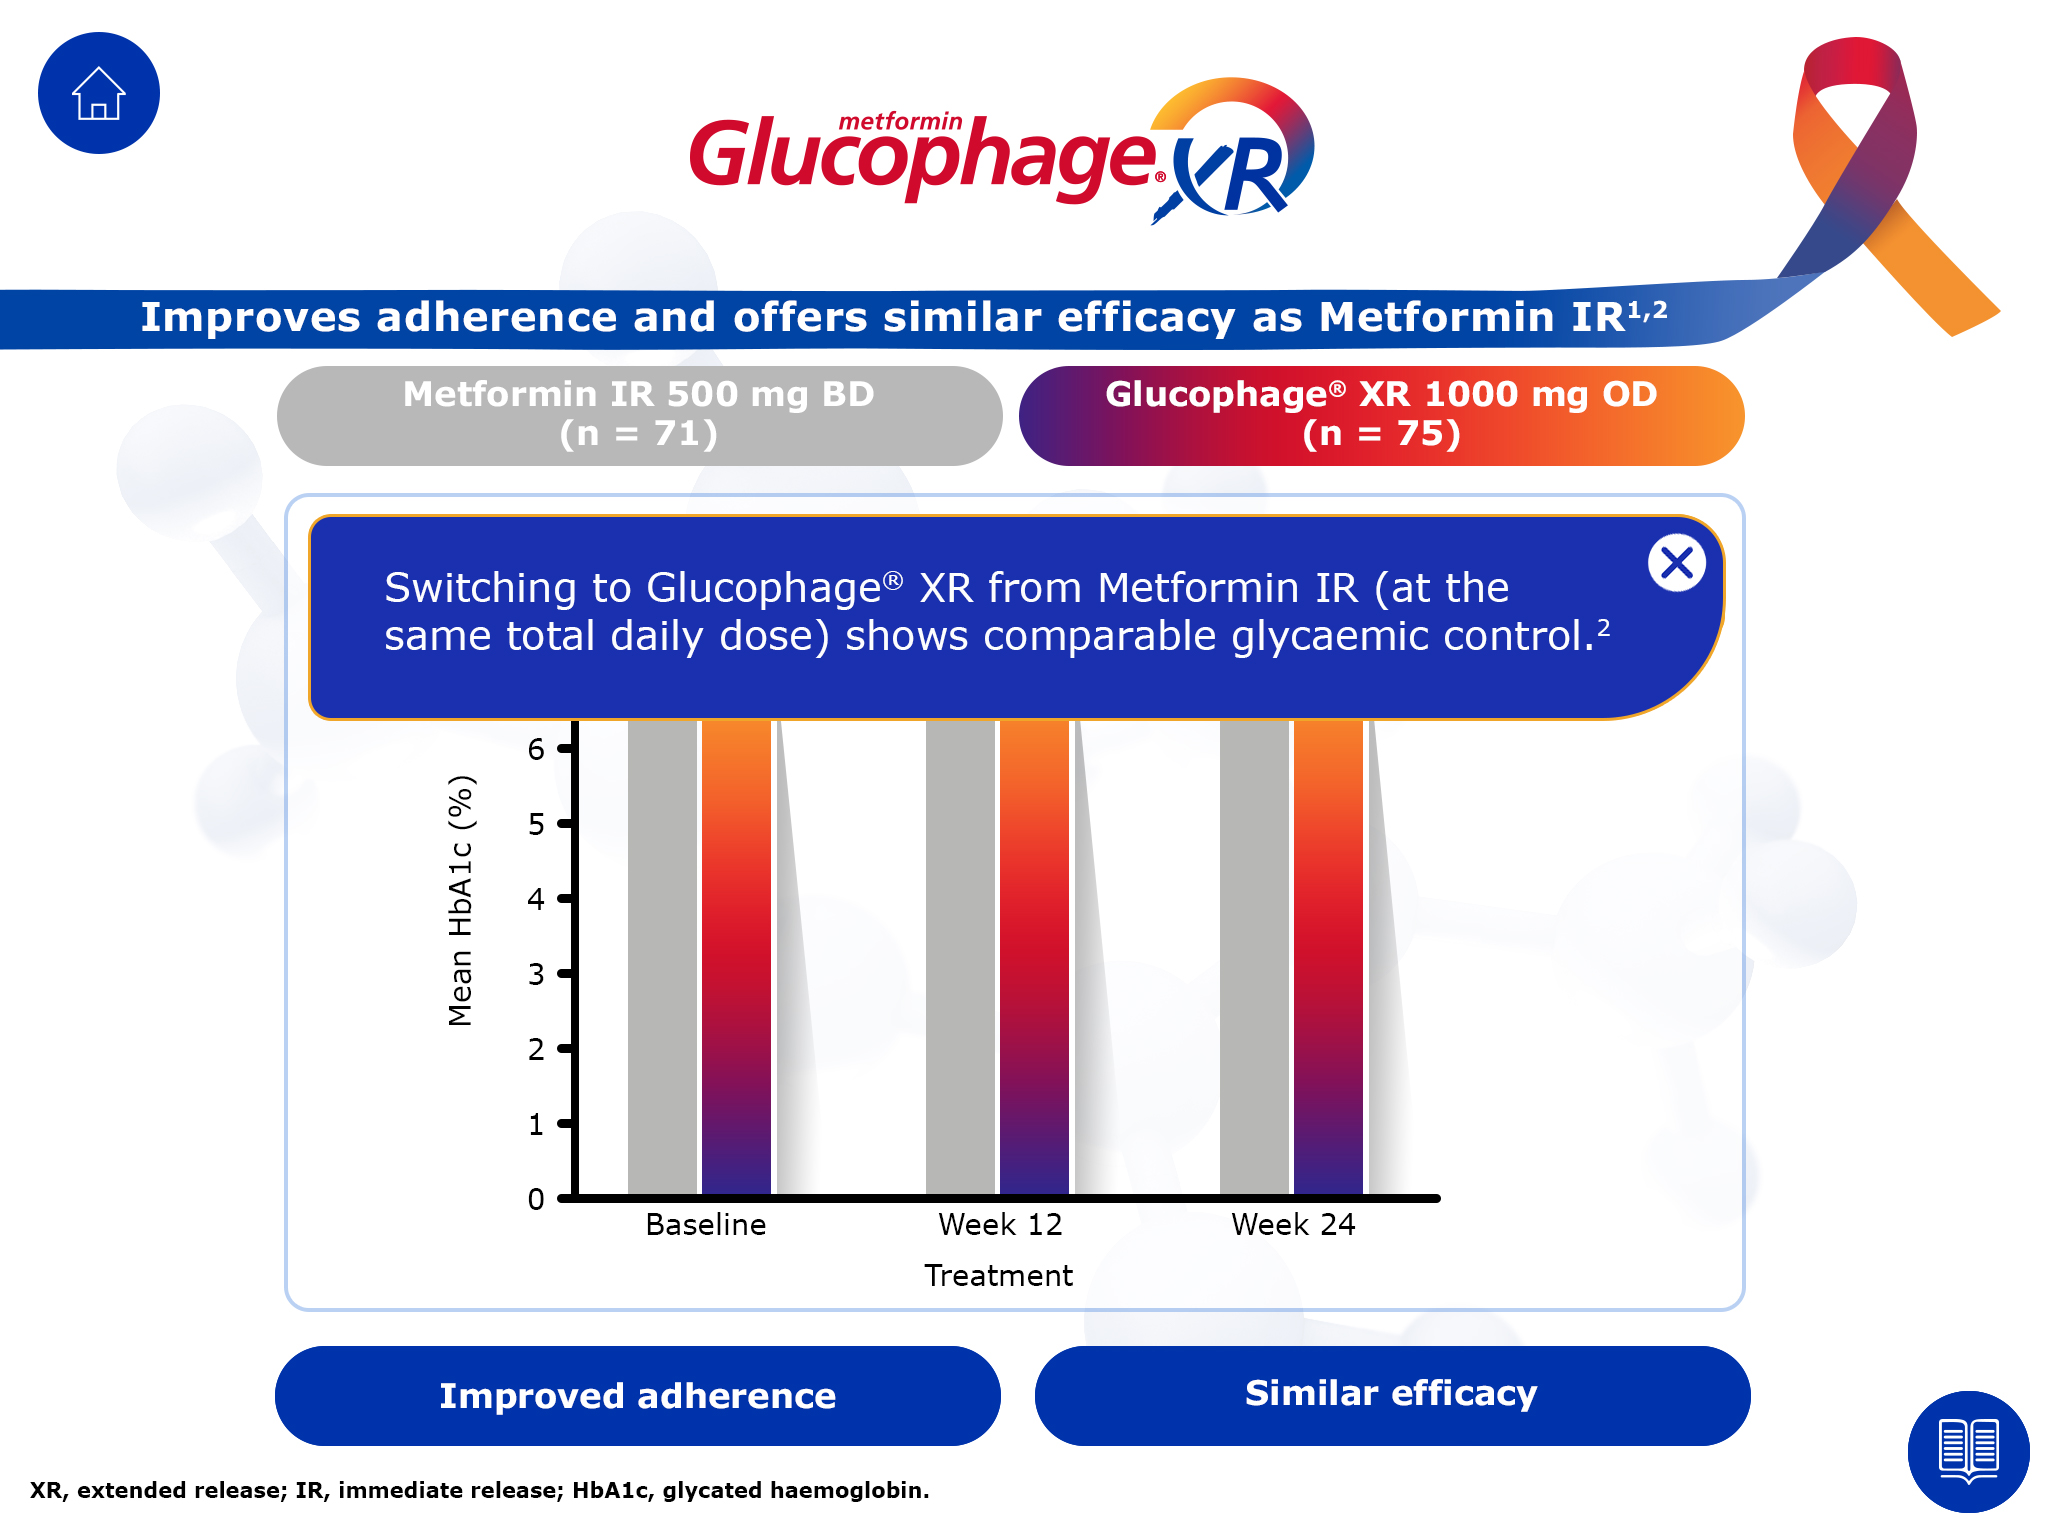 metformin
Glucophage® XR
Improves adherence and offers similar efficacy as Metformin IR1,2
Metformin IR 500 mg BD
(n = 71)
Glucophage® XR 1000 mg OD
(n = 75)
Switching to Glucophage® XR from Metformin IR (at the
same total daily dose) shows comparable glycaemic control.2
Mean HbA1c (%)
6
5
4
3
2
1
0
Baseline
Week 12
Week 24
Treatment
Improved adherence
Similar efficacy
XR, extended release; IR, immediate release; HbA1c, glycated haemoglobin.